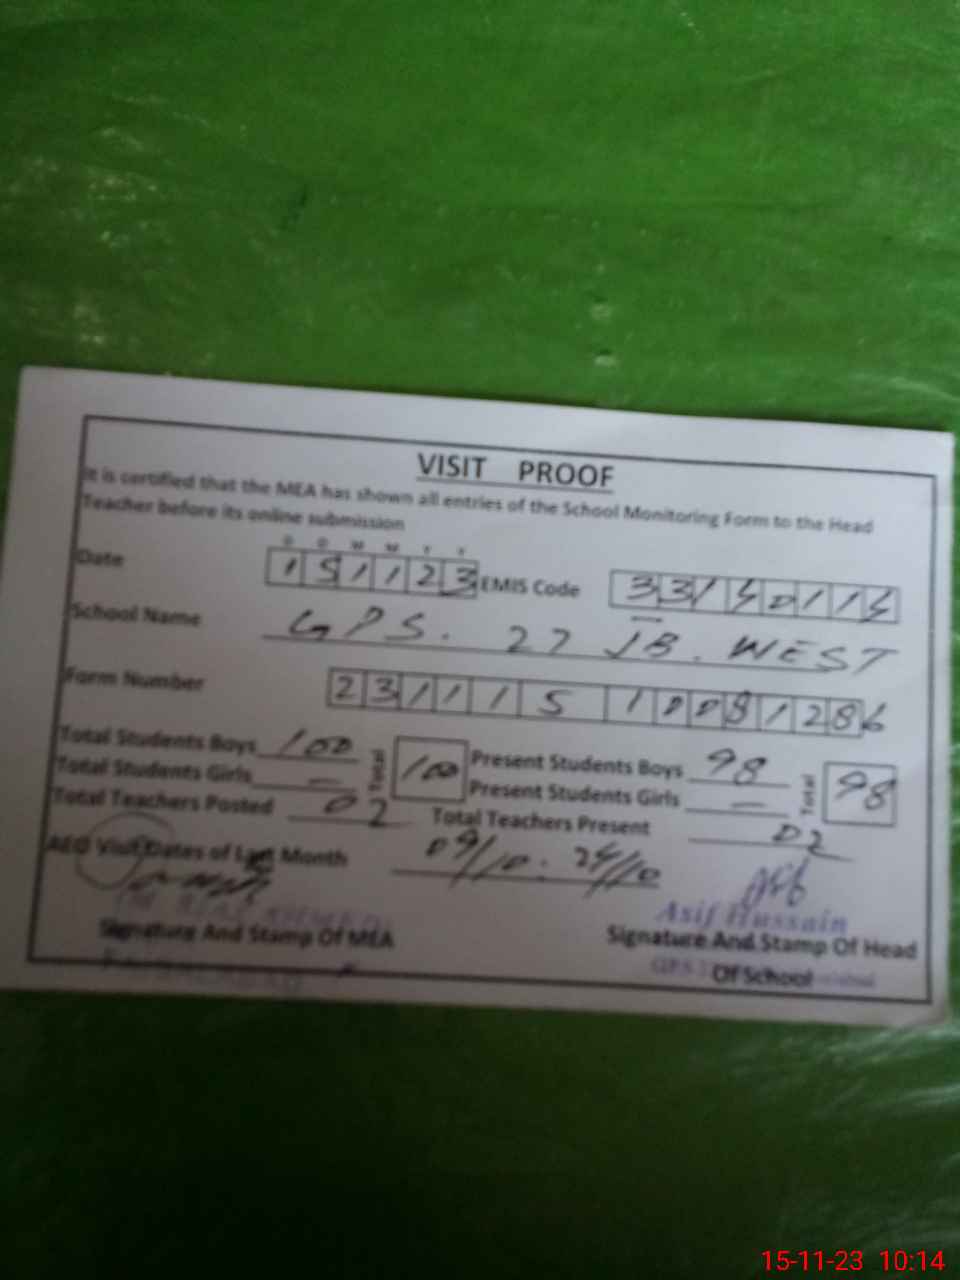 VISIT PROOF
It is certified that the MEA has shown all entries of the School Monitoring Form to the Head
Teacher before its online submission
D D M M Y Y
Date 151123 EMIS Code
School Name GPS. 27 JB. WEST
Form Number 23111510081286
Total Students Boys 100 Total 100 Present Students Boys 98 Total 98
Total Students Girls — Present Students Girls —
Total Teachers Posted 02 Total Teachers Present 02
AEO Visit Dates of Last Month 09/10. 24/10
Asif Hussain
Signature And Stamp Of MEA Signature And Stamp Of Head
Of School
GPS
15-11-23 10:14